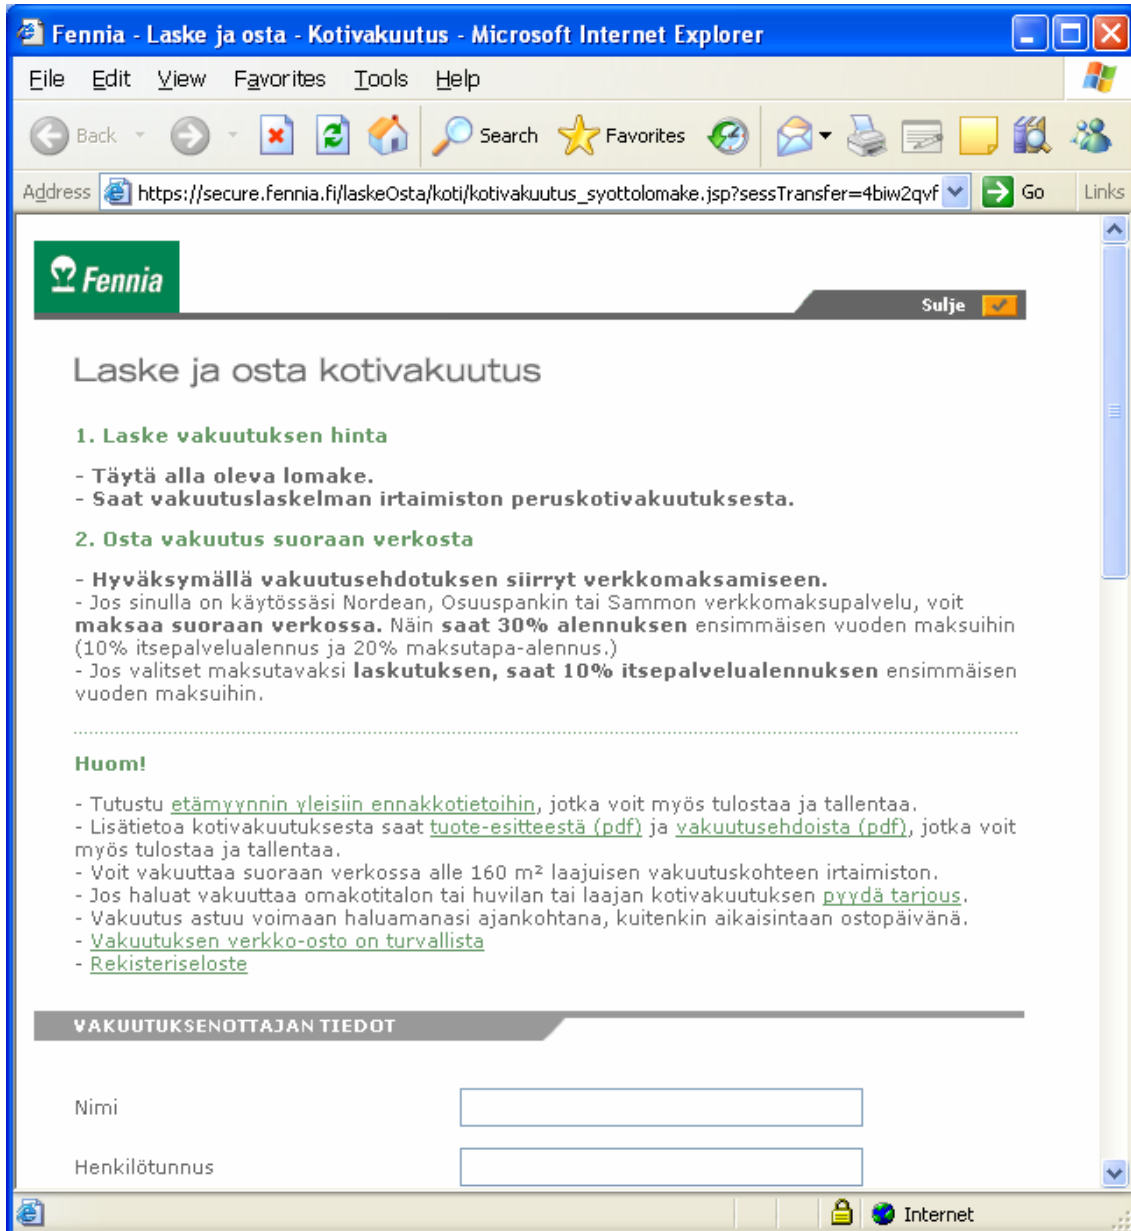 Fennia - Laske ja osta - Kotivakuutus - Microsoft Internet Explorer
File Edit View Favorites Tools Help
Back Search Favorites
Address https://secure.fennia.fi/laskeOsta/koti/kotivakuutus_syottolomake.jsp?sessTransfer=4biw2qvf Go Links
Fennia
Sulje
Laske ja osta kotivakuutus
1. Laske vakuutuksen hinta
- Täytä alla oleva lomake.
- Saat vakuutuslaskelman irtaimiston peruskotivakuutuksesta.
2. Osta vakuutus suoraan verkosta
- Hyväksymällä vakuutusehdotuksen siirryt verkkomaksamiseen.
- Jos sinulla on käytössäsi Nordean, Osuuspankin tai Sammon verkkomaksupalvelu, voit
maksaa suoraan verkossa. Näin saat 30% alennuksen ensimmäisen vuoden maksuihin
(10% itsepalvelualennus ja 20% maksutapa-alennus.)
- Jos valitset maksutavaksi laskutuksen, saat 10% itsepalvelualennuksen ensimmäisen
vuoden maksuihin.
Huom!
- Tutustu etämyynnin yleisiin ennakkotietoihin, jotka voit myös tulostaa ja tallentaa.
- Lisätietoa kotivakuutuksesta saat tuote-esitteestä (pdf) ja vakuutusehdoista (pdf), jotka voit
myös tulostaa ja tallentaa.
- Voit vakuuttaa suoraan verkossa alle 160 m² laajuisen vakuutuskohteen irtaimiston.
- Jos haluat vakuuttaa omakotitalon tai huvilan tai laajan kotivakuutuksen pyydä tarjous.
- Vakuutus astuu voimaan haluamanasi ajankohtana, kuitenkin aikaisintaan ostopäivänä.
- Vakuutuksen verkko-osto on turvallista
- Rekisteriseloste
VAKUUTUKSENOTTAJAN TIEDOT
Nimi
Henkilötunnus
Internet